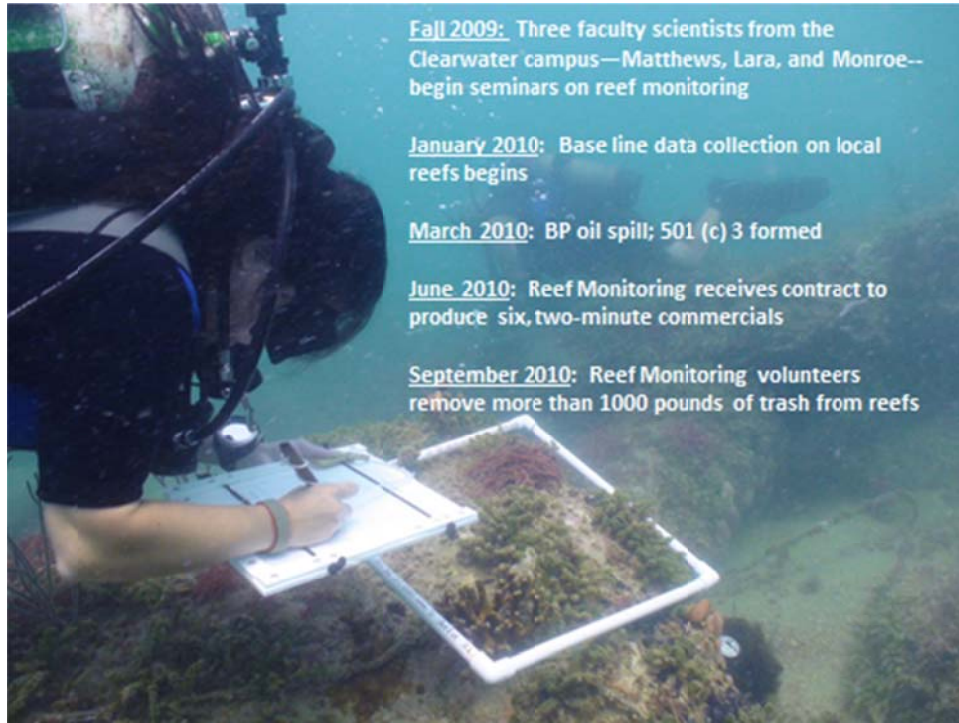 Fall 2009: Three faculty scientists from the
Clearwater campus—Matthews, Lara, and Monroe--
begin seminars on reef monitoring
January 2010: Base line data collection on local
reefs begins
March 2010: BP oil spill; 501 (c) 3 formed
June 2010: Reef Monitoring receives contract to
produce six, two-minute commercials
September 2010: Reef Monitoring volunteers
remove more than 1000 pounds of trash from reefs